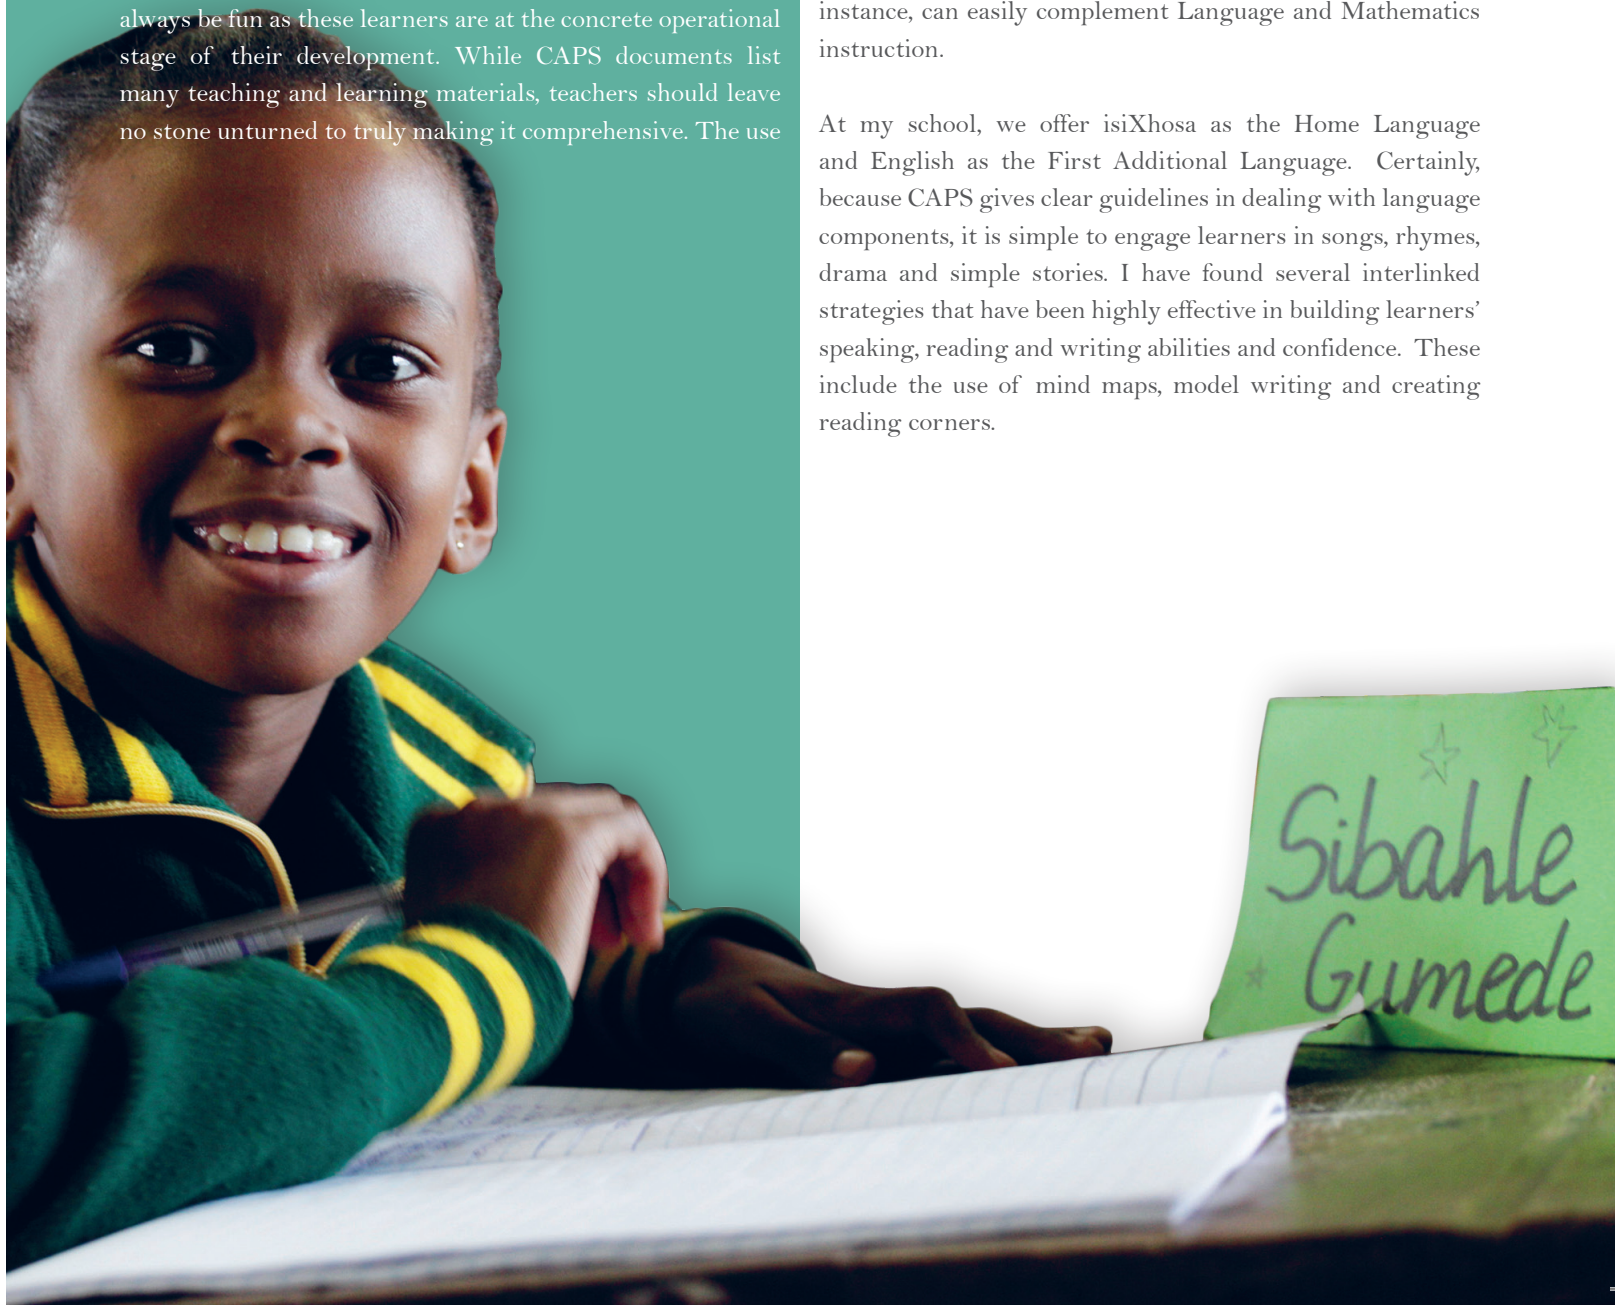 always be fun as these learners are at the concrete operational
stage of their development. While CAPS documents list
many teaching and learning materials, teachers should leave
no stone unturned to truly making it comprehensive. The use
instance, can easily complement Language and Mathematics
instruction.
At my school, we offer isiXhosa as the Home Language
and English as the First Additional Language. Certainly,
because CAPS gives clear guidelines in dealing with language
components, it is simple to engage learners in songs, rhymes,
drama and simple stories. I have found several interlinked
strategies that have been highly effective in building learners’
speaking, reading and writing abilities and confidence. These
include the use of mind maps, model writing and creating
reading corners.
Sibahle
Gumede